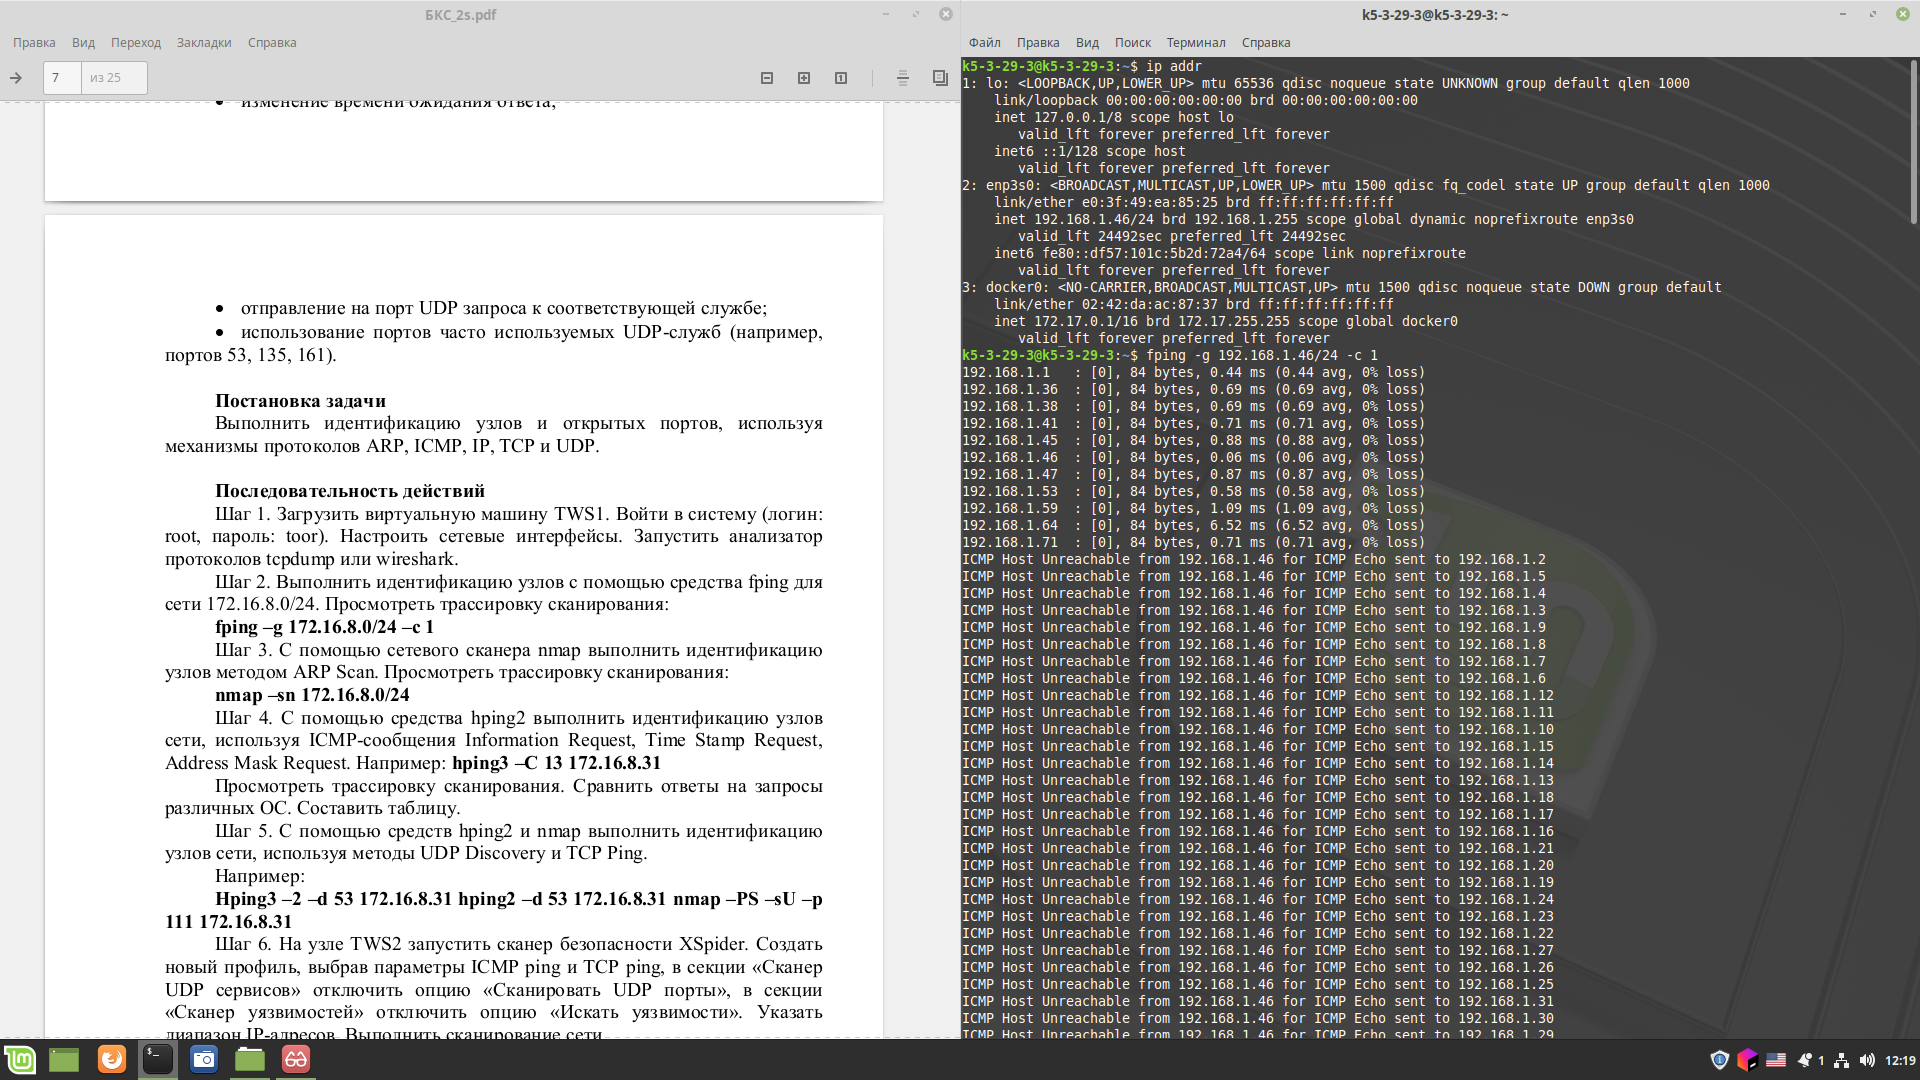 БКС_2s.pdf
Правка Вид Переход Закладки Справка
7 из 25
изменение времени ожидания ответа;
• отправление на порт UDP запроса к соответствующей службе;
• использование портов часто используемых UDP-служб (например,
портов 53, 135, 161).
Постановка задачи
Выполнить идентификацию узлов и открытых портов, используя
механизмы протоколов ARP, ICMP, IP, TCP и UDP.
Последовательность действий
Шаг 1. Загрузить виртуальную машину TWS1. Войти в систему (логин:
root, пароль: toor). Настроить сетевые интерфейсы. Запустить анализатор
протоколов tcpdump или wireshark.
Шаг 2. Выполнить идентификацию узлов с помощью средства fping для
сети 172.16.8.0/24. Просмотреть трассировку сканирования:
fping –g 172.16.8.0/24 –c 1
Шаг 3. С помощью сетевого сканера nmap выполнить идентификацию
узлов методом ARP Scan. Просмотреть трассировку сканирования:
nmap –sn 172.16.8.0/24
Шаг 4. С помощью средства hping2 выполнить идентификацию узлов
сети, используя ICMP-сообщения Information Request, Time Stamp Request,
Address Mask Request. Например: hping3 –C 13 172.16.8.31
Просмотреть трассировку сканирования. Сравнить ответы на запросы
различных ОС. Составить таблицу.
Шаг 5. С помощью средств hping2 и nmap выполнить идентификацию
узлов сети, используя методы UDP Discovery и TCP Ping.
Например:
Hping3 –2 –d 53 172.16.8.31 hping2 –d 53 172.16.8.31 nmap –PS –sU –p
111 172.16.8.31
Шаг 6. На узле TWS2 запустить сканер безопасности XSpider. Создать
новый профиль, выбрав параметры ICMP ping и TCP ping, в секции «Сканер
UDP сервисов» отключить опцию «Сканировать UDP порты», в секции
«Сканер уязвимостей» отключить опцию «Искать уязвимости». Указать
диапазон IP-адресов. Выполнить сканирование сети.
k5-3-29-3@k5-3-29-3: ~
Файл Правка Вид Поиск Терминал Справка
k5-3-29-3@k5-3-29-3:~$ ip addr
1: lo: <LOOPBACK,UP,LOWER_UP> mtu 65536 qdisc noqueue state UNKNOWN group default qlen 1000
link/loopback 00:00:00:00:00:00 brd 00:00:00:00:00:00
inet 127.0.0.1/8 scope host lo
valid_lft forever preferred_lft forever
inet6 ::1/128 scope host
valid_lft forever preferred_lft forever
2: enp3s0: <BROADCAST,MULTICAST,UP,LOWER_UP> mtu 1500 qdisc fq_codel state UP group default qlen 1000
link/ether e0:3f:49:ea:85:25 brd ff:ff:ff:ff:ff:ff
inet 192.168.1.46/24 brd 192.168.1.255 scope global dynamic noprefixroute enp3s0
valid_lft 24492sec preferred_lft 24492sec
inet6 fe80::df57:101c:5b2d:72a4/64 scope link noprefixroute
valid_lft forever preferred_lft forever
3: docker0: <NO-CARRIER,BROADCAST,MULTICAST,UP> mtu 1500 qdisc noqueue state DOWN group default
link/ether 02:42:da:ac:87:37 brd ff:ff:ff:ff:ff:ff
inet 172.17.0.1/16 brd 172.17.255.255 scope global docker0
valid_lft forever preferred_lft forever
k5-3-29-3@k5-3-29-3:~$ fping -g 192.168.1.46/24 -c 1
192.168.1.1 : [0], 84 bytes, 0.44 ms (0.44 avg, 0% loss)
192.168.1.36 : [0], 84 bytes, 0.69 ms (0.69 avg, 0% loss)
192.168.1.38 : [0], 84 bytes, 0.69 ms (0.69 avg, 0% loss)
192.168.1.41 : [0], 84 bytes, 0.71 ms (0.71 avg, 0% loss)
192.168.1.45 : [0], 84 bytes, 0.88 ms (0.88 avg, 0% loss)
192.168.1.46 : [0], 84 bytes, 0.06 ms (0.06 avg, 0% loss)
192.168.1.47 : [0], 84 bytes, 0.87 ms (0.87 avg, 0% loss)
192.168.1.53 : [0], 84 bytes, 0.58 ms (0.58 avg, 0% loss)
192.168.1.59 : [0], 84 bytes, 1.09 ms (1.09 avg, 0% loss)
192.168.1.64 : [0], 84 bytes, 6.52 ms (6.52 avg, 0% loss)
192.168.1.71 : [0], 84 bytes, 0.71 ms (0.71 avg, 0% loss)
ICMP Host Unreachable from 192.168.1.46 for ICMP Echo sent to 192.168.1.2
ICMP Host Unreachable from 192.168.1.46 for ICMP Echo sent to 192.168.1.5
ICMP Host Unreachable from 192.168.1.46 for ICMP Echo sent to 192.168.1.4
ICMP Host Unreachable from 192.168.1.46 for ICMP Echo sent to 192.168.1.3
ICMP Host Unreachable from 192.168.1.46 for ICMP Echo sent to 192.168.1.9
ICMP Host Unreachable from 192.168.1.46 for ICMP Echo sent to 192.168.1.8
ICMP Host Unreachable from 192.168.1.46 for ICMP Echo sent to 192.168.1.7
ICMP Host Unreachable from 192.168.1.46 for ICMP Echo sent to 192.168.1.6
ICMP Host Unreachable from 192.168.1.46 for ICMP Echo sent to 192.168.1.12
ICMP Host Unreachable from 192.168.1.46 for ICMP Echo sent to 192.168.1.11
ICMP Host Unreachable from 192.168.1.46 for ICMP Echo sent to 192.168.1.10
ICMP Host Unreachable from 192.168.1.46 for ICMP Echo sent to 192.168.1.15
ICMP Host Unreachable from 192.168.1.46 for ICMP Echo sent to 192.168.1.14
ICMP Host Unreachable from 192.168.1.46 for ICMP Echo sent to 192.168.1.13
ICMP Host Unreachable from 192.168.1.46 for ICMP Echo sent to 192.168.1.18
ICMP Host Unreachable from 192.168.1.46 for ICMP Echo sent to 192.168.1.17
ICMP Host Unreachable from 192.168.1.46 for ICMP Echo sent to 192.168.1.16
ICMP Host Unreachable from 192.168.1.46 for ICMP Echo sent to 192.168.1.21
ICMP Host Unreachable from 192.168.1.46 for ICMP Echo sent to 192.168.1.20
ICMP Host Unreachable from 192.168.1.46 for ICMP Echo sent to 192.168.1.19
ICMP Host Unreachable from 192.168.1.46 for ICMP Echo sent to 192.168.1.24
ICMP Host Unreachable from 192.168.1.46 for ICMP Echo sent to 192.168.1.23
ICMP Host Unreachable from 192.168.1.46 for ICMP Echo sent to 192.168.1.22
ICMP Host Unreachable from 192.168.1.46 for ICMP Echo sent to 192.168.1.27
ICMP Host Unreachable from 192.168.1.46 for ICMP Echo sent to 192.168.1.26
ICMP Host Unreachable from 192.168.1.46 for ICMP Echo sent to 192.168.1.25
ICMP Host Unreachable from 192.168.1.46 for ICMP Echo sent to 192.168.1.31
ICMP Host Unreachable from 192.168.1.46 for ICMP Echo sent to 192.168.1.30
ICMP Host Unreachable from 192.168.1.46 for ICMP Echo sent to 192.168.1.29
1 12:19